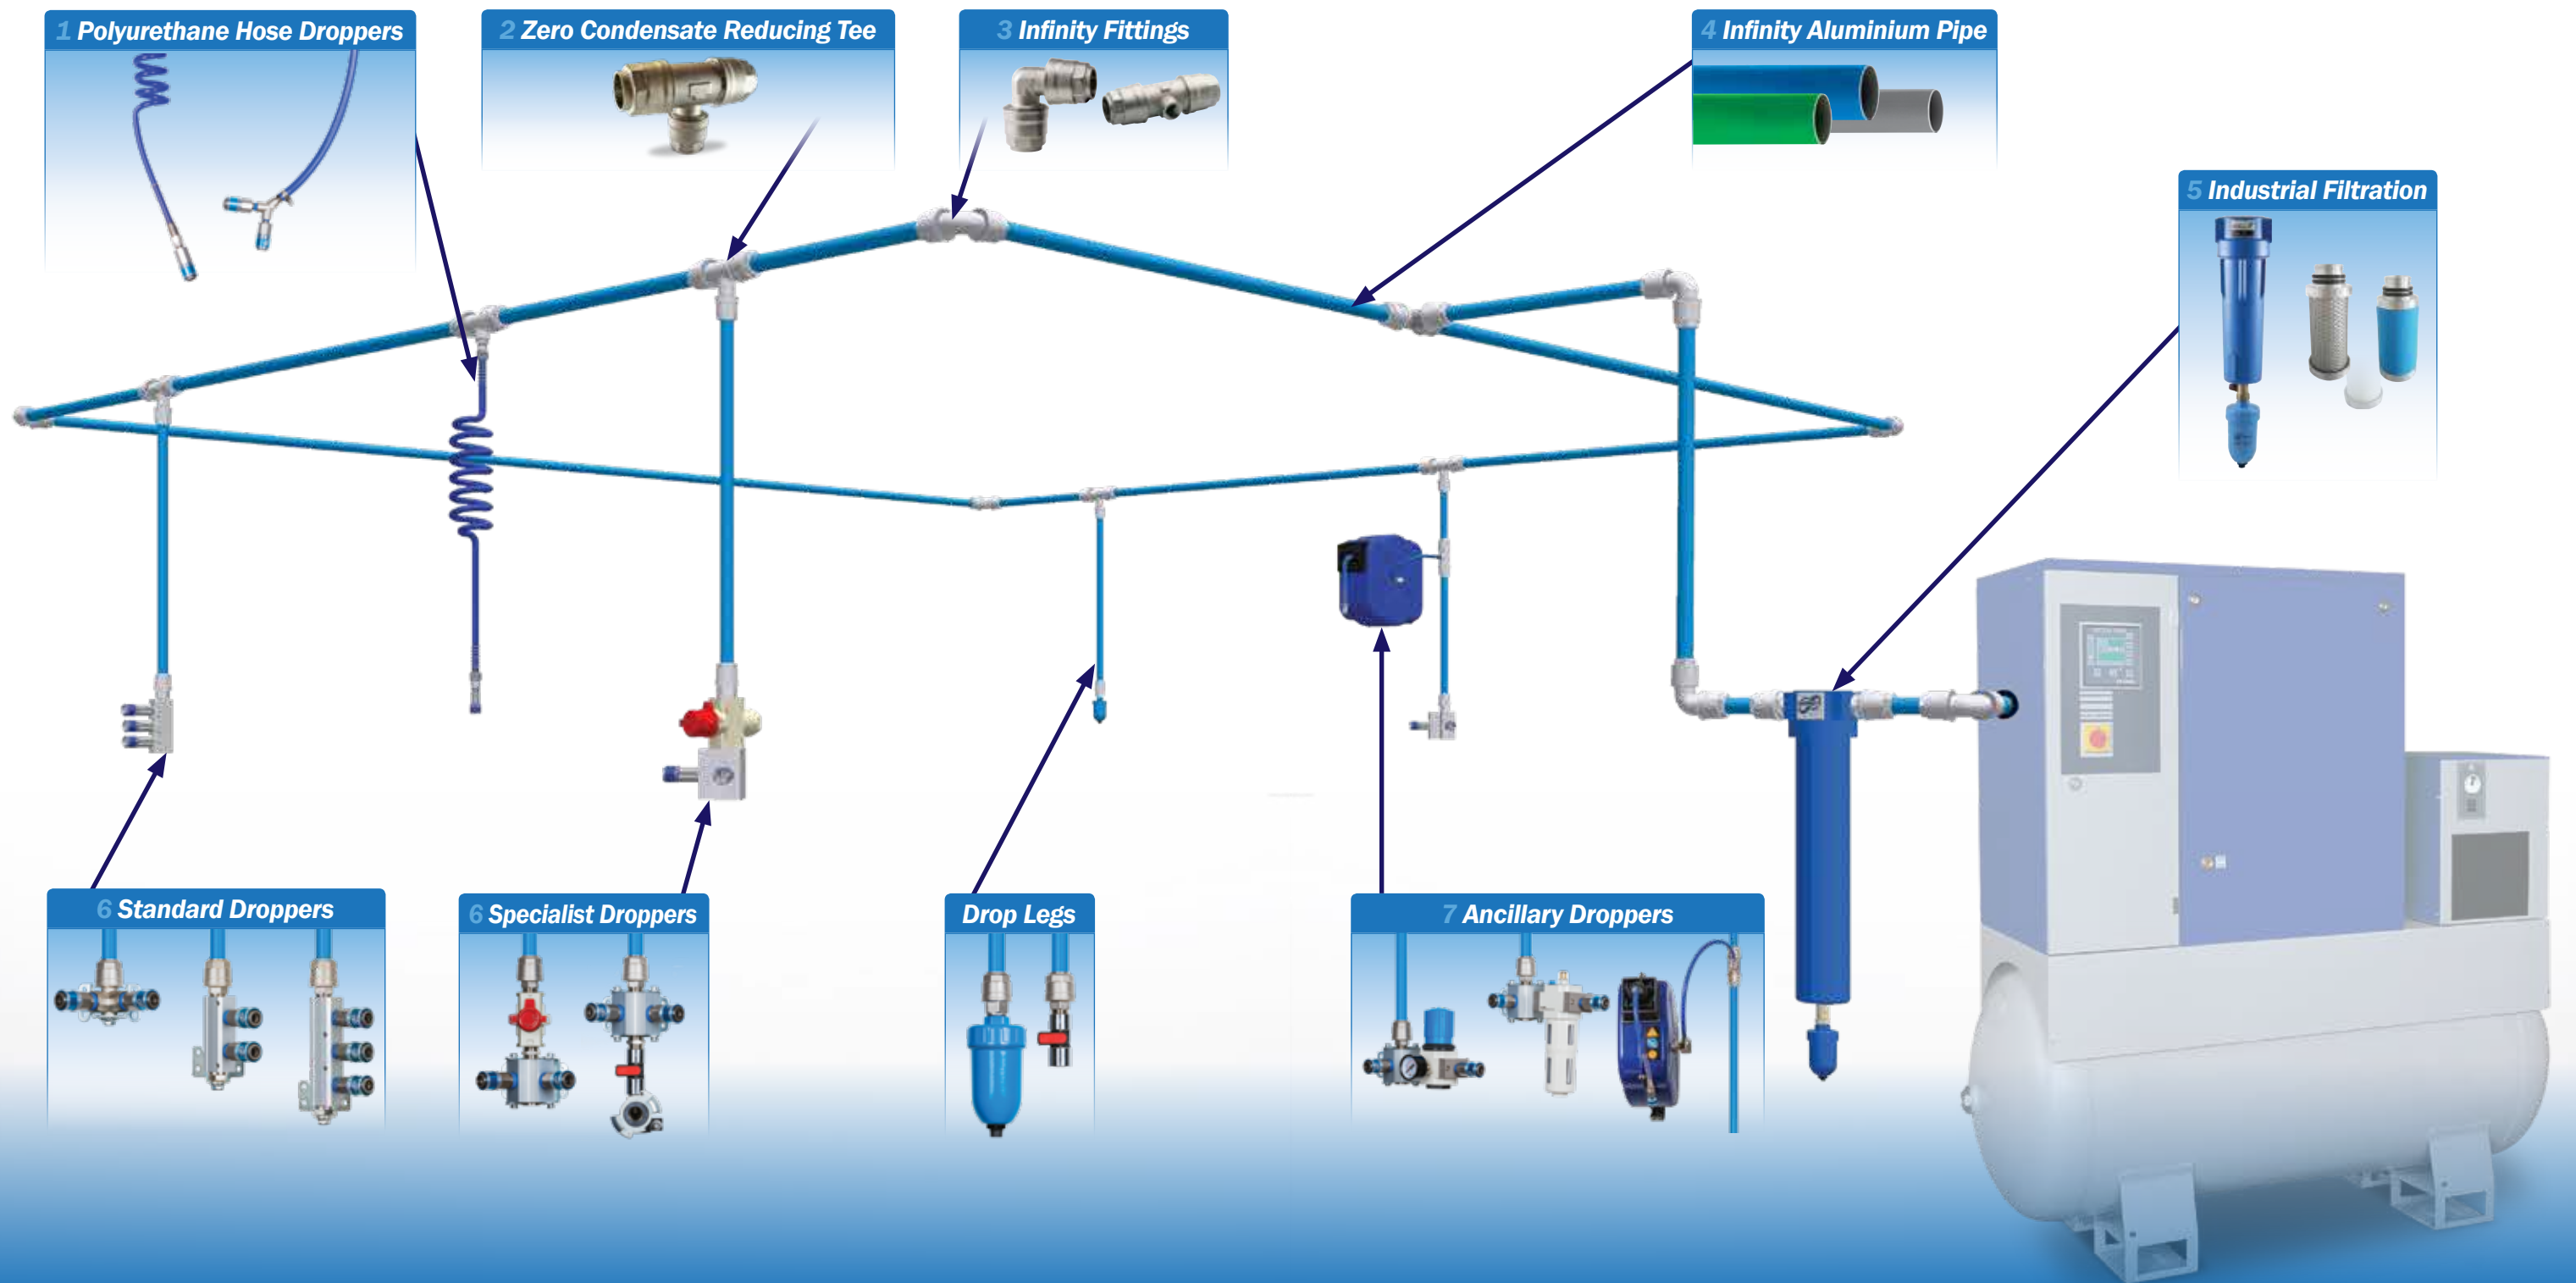 1 Polyurethane Hose Droppers
2 Zero Condensate Reducing Tee
3 Infinity Fittings
4 Infinity Aluminium Pipe
5 Industrial Filtration
6 Standard Droppers
6 Specialist Droppers
Drop Legs
7 Ancillary Droppers